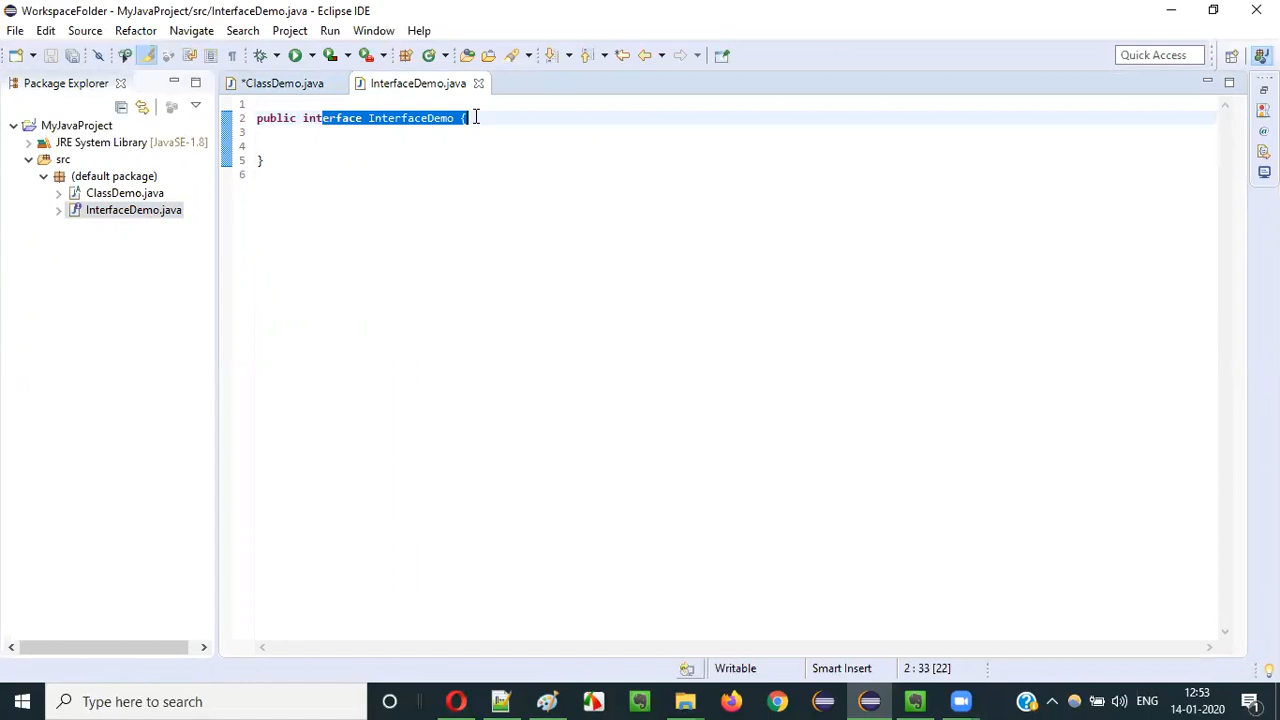 WorkspaceFolder - MyJavaProject/src/InterfaceDemo.java - Eclipse IDE
File Edit Source Refactor Navigate Search Project Run Window Help
Quick Access
Package Explorer
*ClassDemo.java
InterfaceDemo.java
MyJavaProject
JRE System Library [JavaSE-1.8]
src
(default package)
ClassDemo.java
InterfaceDemo.java
1
2 public interface InterfaceDemo {
3
4
5 }
6
Writable
Smart Insert
2 : 33 [22]
Type here to search
ENG
12:53
14-01-2020
1